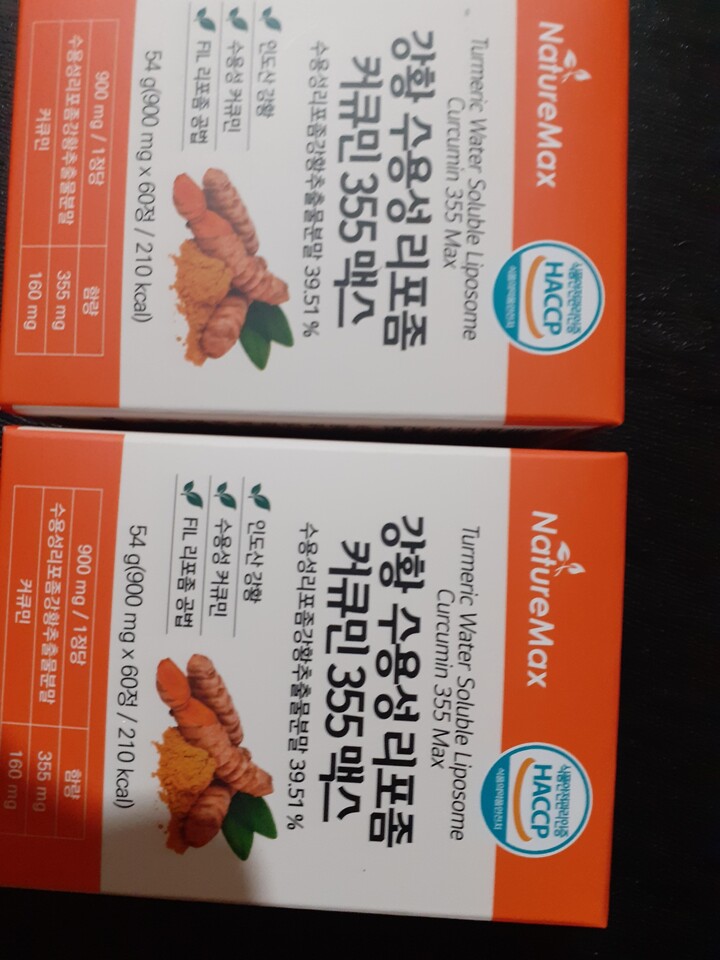 NatureMax
식품안전관리인증
HACCP
식품의약품안전처
Turmeric Water Soluble Liposome
Curcumin 355 Max
강황 수용성 리포좀
커큐민 355 맥스
수용성리포좀강황추출물분말 39.51 %
인도산 강황
수용성 커큐민
FIL 리포좀 공법
54 g(900 mg x 60정 / 210 kcal)
900 mg / 1정당 함량
수용성리포좀강황추출물분말 355 mg
커큐민 160 mg
NatureMax
식품안전관리인증
HACCP
식품의약품안전처
Turmeric Water Soluble Liposome
Curcumin 355 Max
강황 수용성 리포좀
커큐민 355 맥스
수용성리포좀강황추출물분말 39.51 %
인도산 강황
수용성 커큐민
FIL 리포좀 공법
54 g(900 mg x 60정 / 210 kcal)
900 mg / 1정당 함량
수용성리포좀강황추출물분말 355 mg
커큐민 160 mg